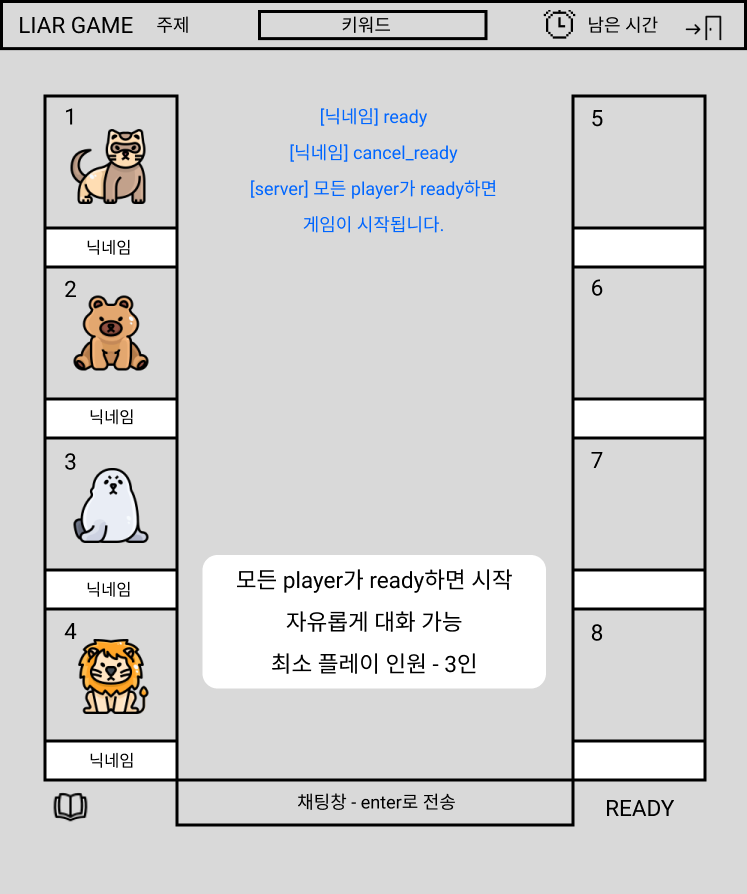 LIAR GAME 주제 키워드 남은 시간
1
닉네임
2
닉네임
3
닉네임
4
닉네임
[닉네임] ready
[닉네임] cancel_ready
[server] 모든 player가 ready하면
게임이 시작됩니다.
모든 player가 ready하면 시작
자유롭게 대화 가능
최소 플레이 인원 - 3인
5
6
7
8
채팅창 - enter로 전송
READY